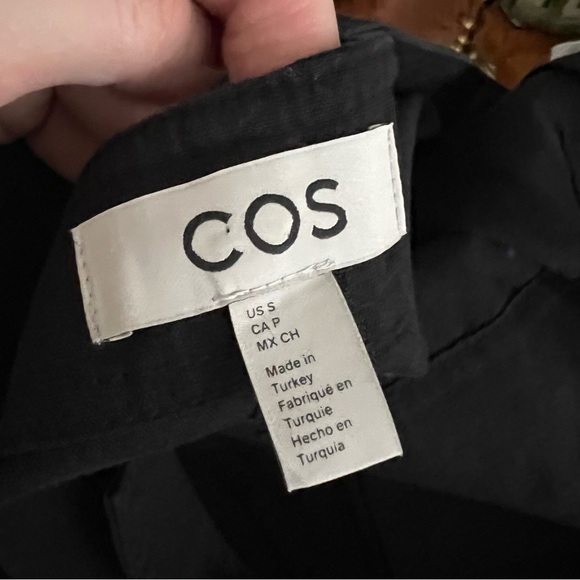 COS
US S
CA P
MX CH
Made in
Turkey
Fabriqué en
Turquie
Hecho en
Turquia